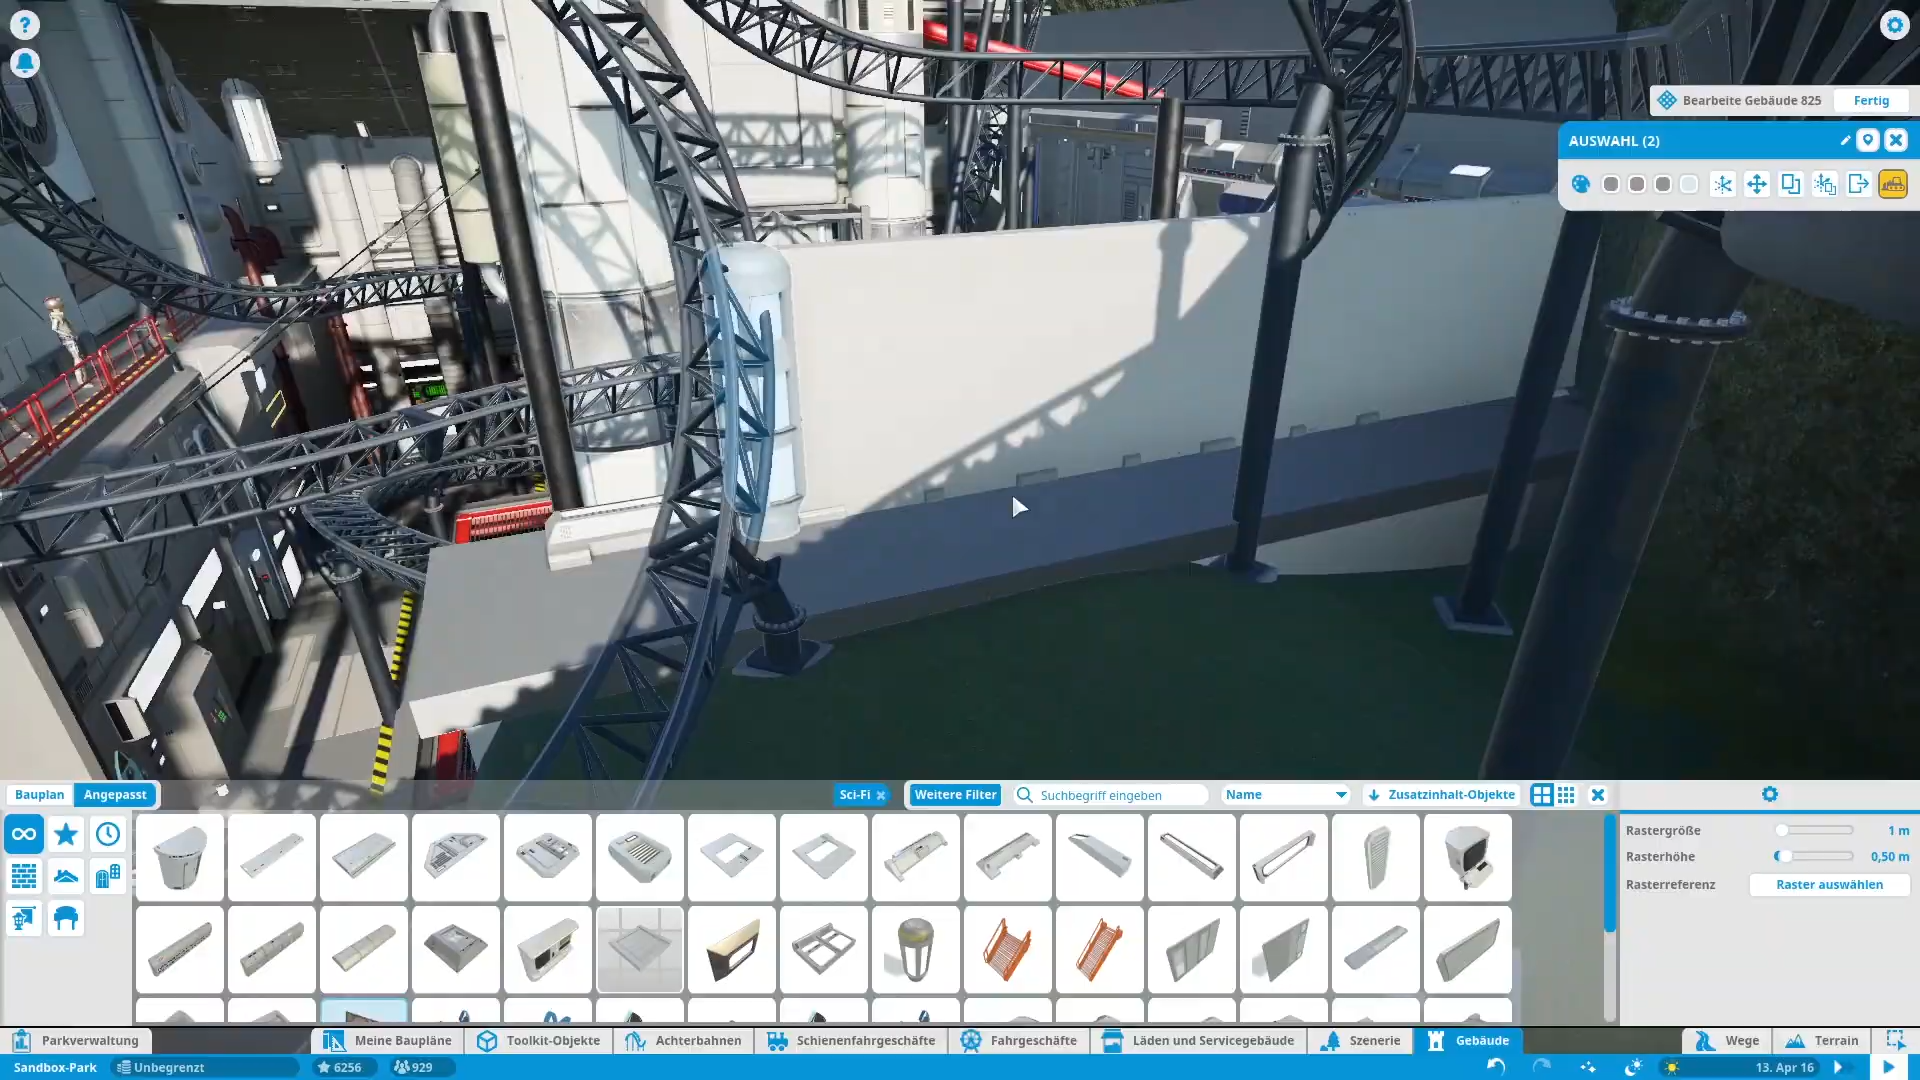 ?
Bearbeite Gebäude 825
Fertig
AUSWAHL (2)
Bauplan
Angepasst
Sci-Fi
Weitere Filter
Suchbegriff eingeben
Name
Zusatzinhalt-Objekte
Rastergröße
1 m
Rasterhöhe
0,50 m
Rasterreferenz
Raster auswählen
Parkverwaltung
Meine Baupläne
Toolkit-Objekte
Achterbahnen
Schienenfahrgeschäfte
Fahrgeschäfte
Läden und Servicegebäude
Szenerie
Gebäude
Wege
Terrain
Sandbox-Park
Unbegrenzt
6256
929
13. Apr 16